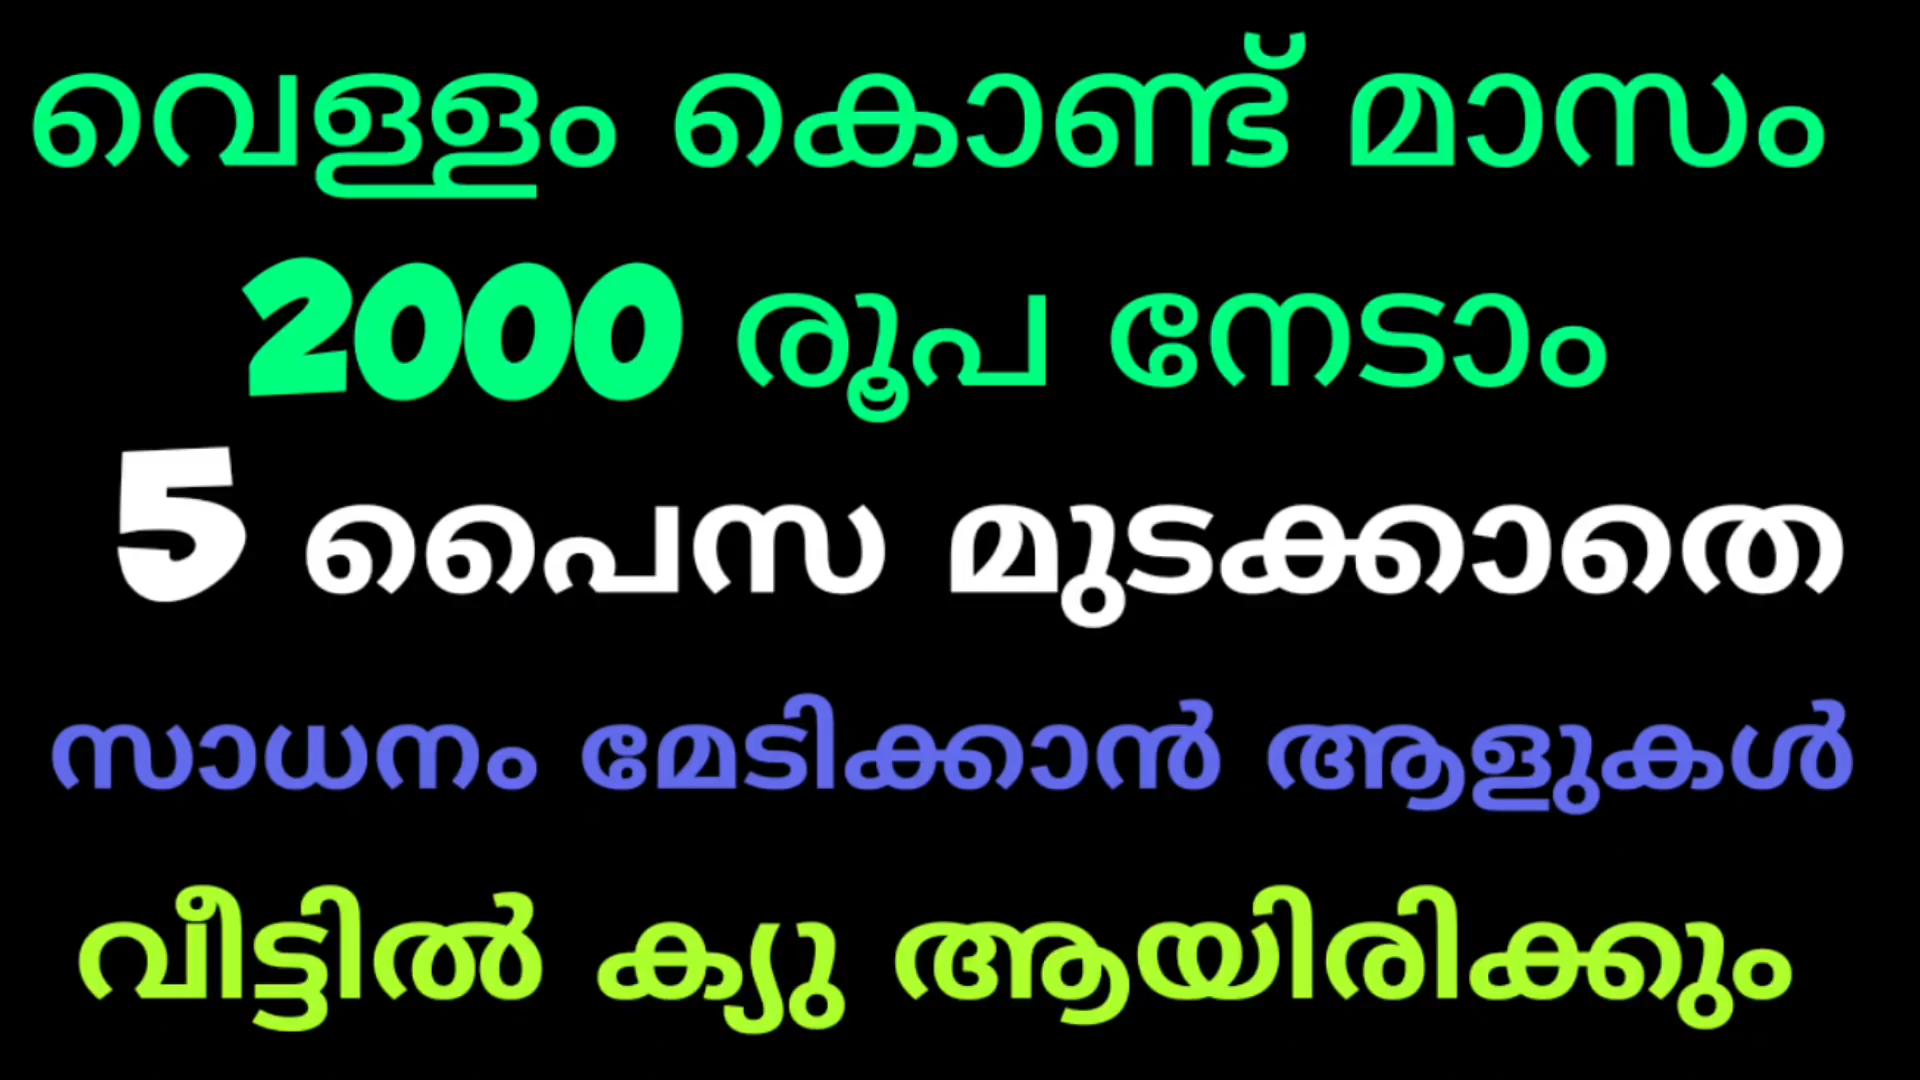 വെള്ളം കൊണ്ട് മാസം
2000 രൂപ നേടാം
5 പൈസ മുടക്കാതെ
സാധനം മേടിക്കാൻ ആളുകൾ
വീട്ടിൽ ക്യു ആയിരിക്കും